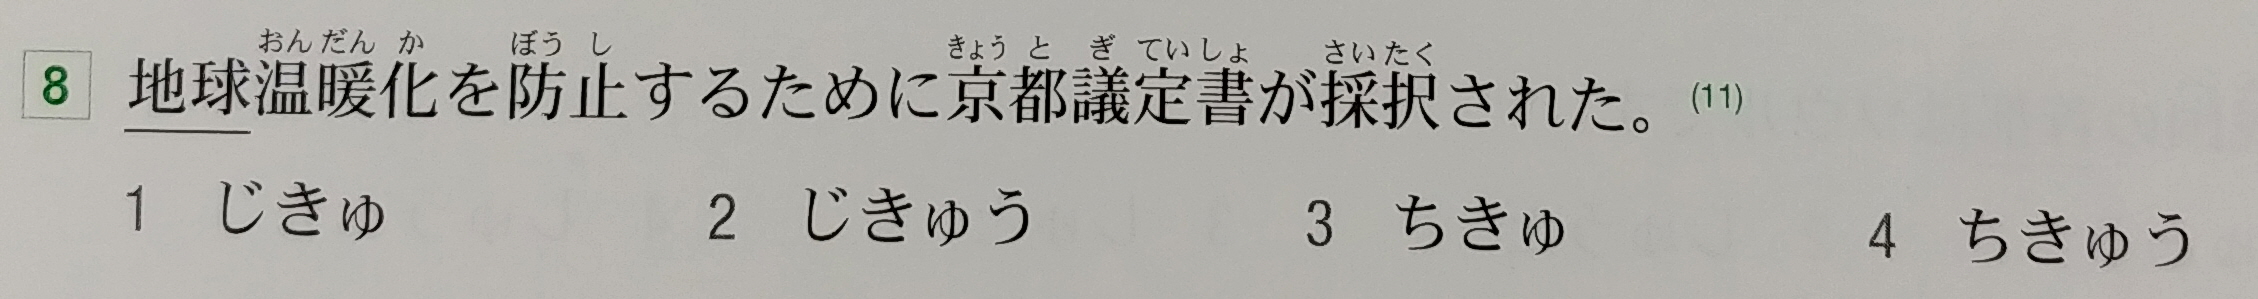 おんだんか ぼうし きょうとぎていしょ さいたく
8 地球温暖化を防止するために京都議定書が採択された。(11)
1 じきゅ 2 じきゅう 3 ちきゅ 4 ちきゅう